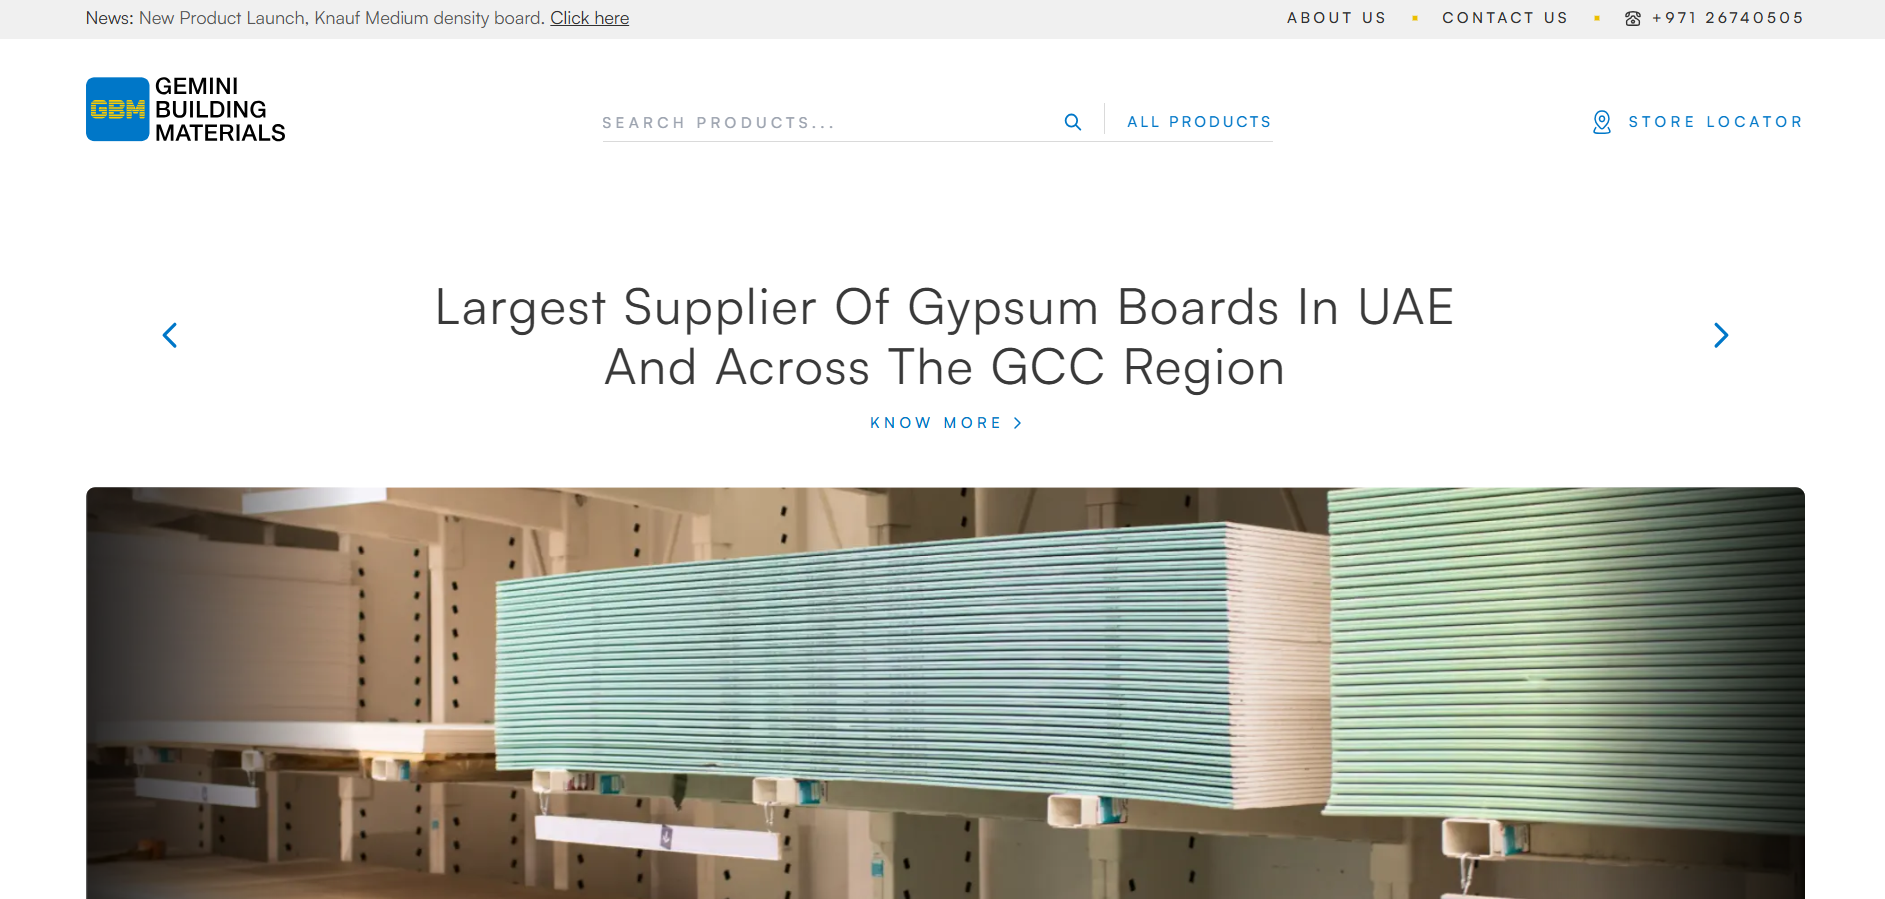 News: New Product Launch, Knauf Medium density board. Click here
ABOUT US
CONTACT US
+971 26740505
GBM
GEMINI
BUILDING
MATERIALS
SEARCH PRODUCTS...
ALL PRODUCTS
STORE LOCATOR
Largest Supplier Of Gypsum Boards In UAE
And Across The GCC Region
KNOW MORE